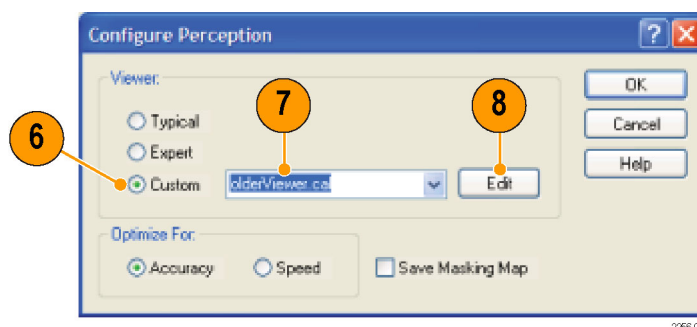 Configure Perception
Viewer:
7
8
OK
6
Typical
Cancel
Expert
Help
Custom
olderViewer.cal
Edit
Optimize For:
Accuracy
Speed
Save Masking Map